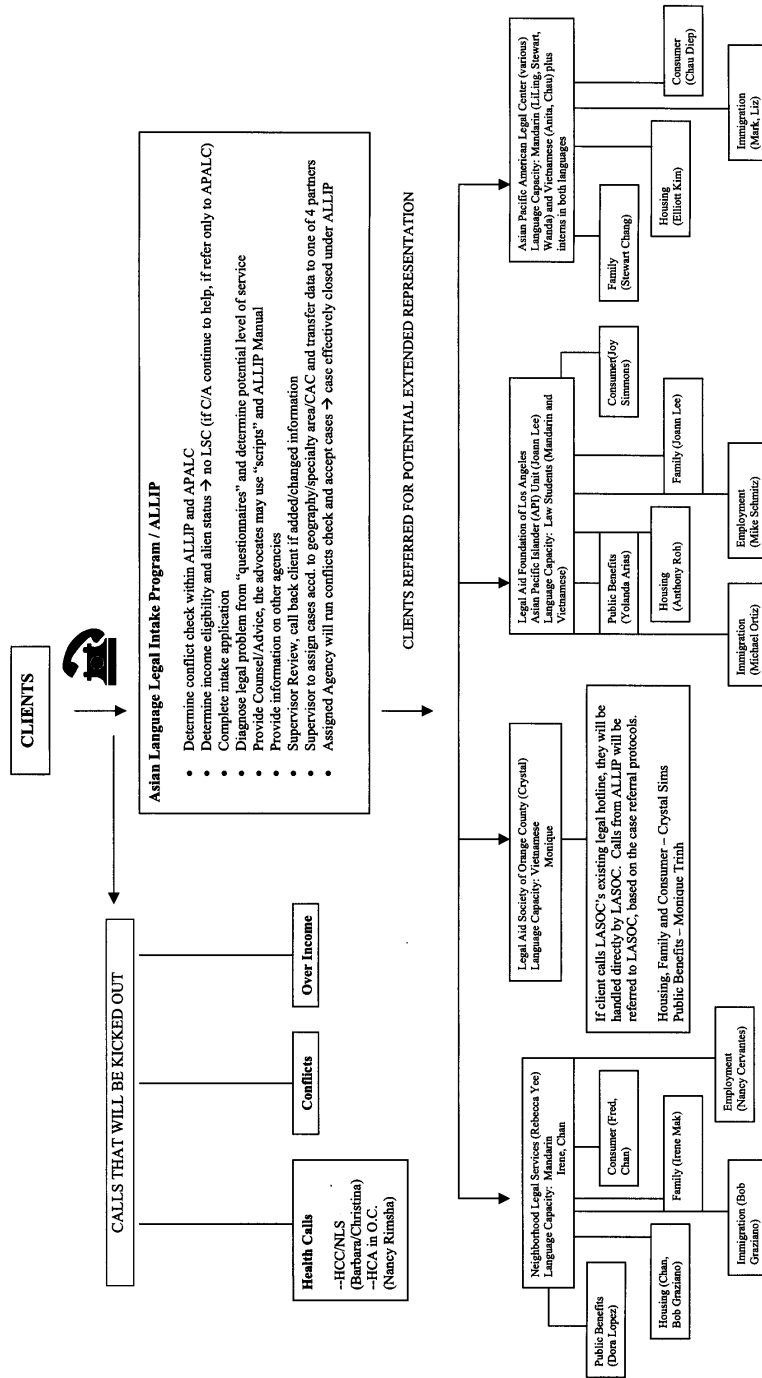 CLIENTS
CALLS THAT WILL BE KICKED OUT
Health Calls
--HCC/NLS
(Barbara/Christina)
--HCA in O.C.
(Nancy Rimsha)
Conflicts
Over Income
Asian Language Legal Intake Program / ALLIP
• Determine conflict check within ALLIP and APALC
• Determine income eligibility and alien status → no LSC (if C/A continue to help, if refer only to APALC)
• Complete intake application
• Diagnose legal problem from “questionnaires” and determine potential level of service
• Provide Counsel/Advice, the advocates may use “scripts” and ALLIP Manual
• Provide information on other agencies
• Supervisor Review, call back client if added/changed information
• Supervisor to assign cases accd. to geography/specialty area/CAC and transfer data to one of 4 partners
• Assigned Agency will run conflicts check and accept cases → case effectively closed under ALLIP
CLIENTS REFERRED FOR POTENTIAL EXTENDED REPRESENTATION
Neighborhood Legal Services (Rebecca Yee)
Language Capacity: Mandarin
Irene, Chan
Public Benefits
(Dora Lopez)
Housing (Chan,
Bob Graziano)
Immigration (Bob
Graziano)
Family (Irene Mak)
Consumer (Fred,
Chan)
Employment
(Nancy Cervantes)
Legal Aid Society of Orange County (Crystal)
Language Capacity: Vietnamese
Monique
If client calls LASOC’s existing legal hotline, they will be
handled directly by LASOC. Calls from ALLIP will be
referred to LASOC, based on the case referral protocols.
Housing, Family and Consumer – Crystal Sims
Public Benefits – Monique Trinh
Legal Aid Foundation of Los Angeles
Asian Pacific Islander (API) Unit (Joann Lee)
Language Capacity: Law Students (Mandarin and
Vietnamese)
Immigration
(Michael Ortiz)
Public Benefits
(Yolanda Arias)
Housing
(Anthony Roh)
Employment
(Mike Schmitz)
Family (Joann Lee)
Consumer(Joy
Simmons)
Asian Pacific American Legal Center (various)
Language Capacity: Mandarin (LiLing, Stewart,
Wanda) and Vietnamese (Anita, Chau) plus
interns in both languages
Family
(Stewart Chang)
Housing
(Elliott Kim)
Immigration
(Mark, Liz)
Consumer
(Chau Diep)